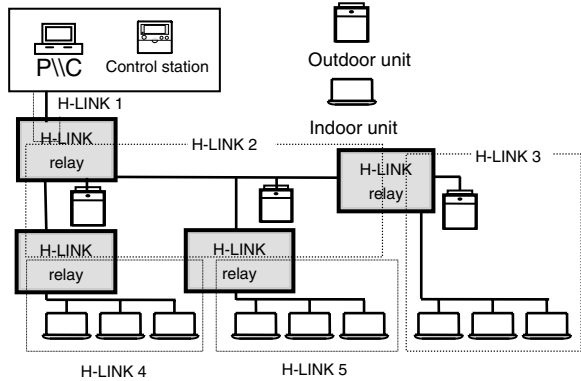 P\\C
Control station
Outdoor unit
Indoor unit
H-LINK 1
H-LINK
relay
H-LINK 2
H-LINK
relay
H-LINK 3
H-LINK
relay
H-LINK
relay
H-LINK 4
H-LINK 5